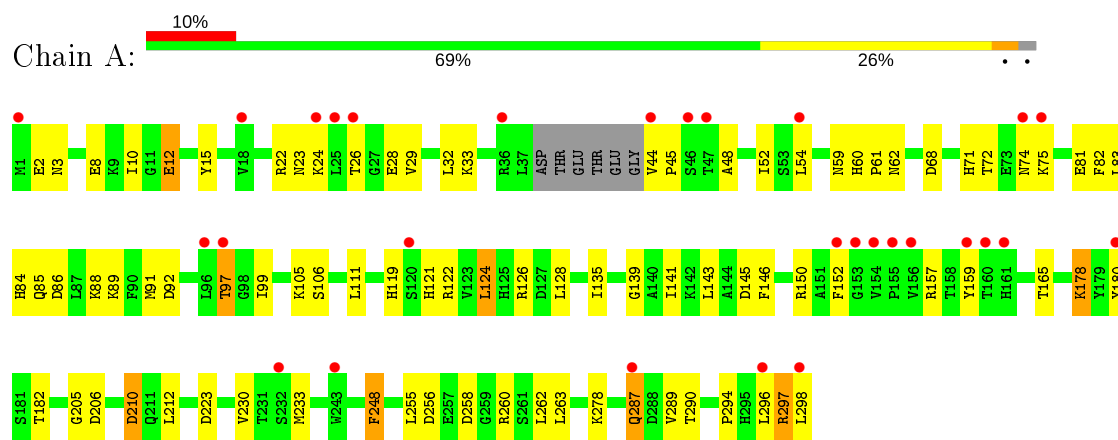 10%
Chain A:
69% 26% • •
M1 E2 N3 E8 K9 I10 G11 E12 Y15 V18 R22 N23 K24 L25 T26 G27 E28 V29 L32 K33 R36 L37 ASP THR GLU THR THR GLU GLY V44 P45 S46 T47 A48 I52 S53 L54 N59 H60 P61 N62 D68 H71 T72 E73 N74 K75 E81 F82 L83
H84 Q85 D86 L87 K88 K89 F90 M91 D92 L96 T97 G98 I99 K105 S106 L111 H119 S120 H121 R122 V123 L124 H125 R126 D127 L128 I135 G139 A140 I141 K142 L143 A144 D145 F146 R150 A151 F152 G153 V154 P155 V156 R157 T158 Y159 T160 H161 T165 K178 Y179 Y180
S181 T182 G205 D206 D210 Q211 L212 D223 V230 T231 S232 M233 W243 F248 L255 D256 E257 D258 G259 R260 S261 L262 L263 K278 Q287 D288 V289 T290 P294 H295 L296 R297 L298